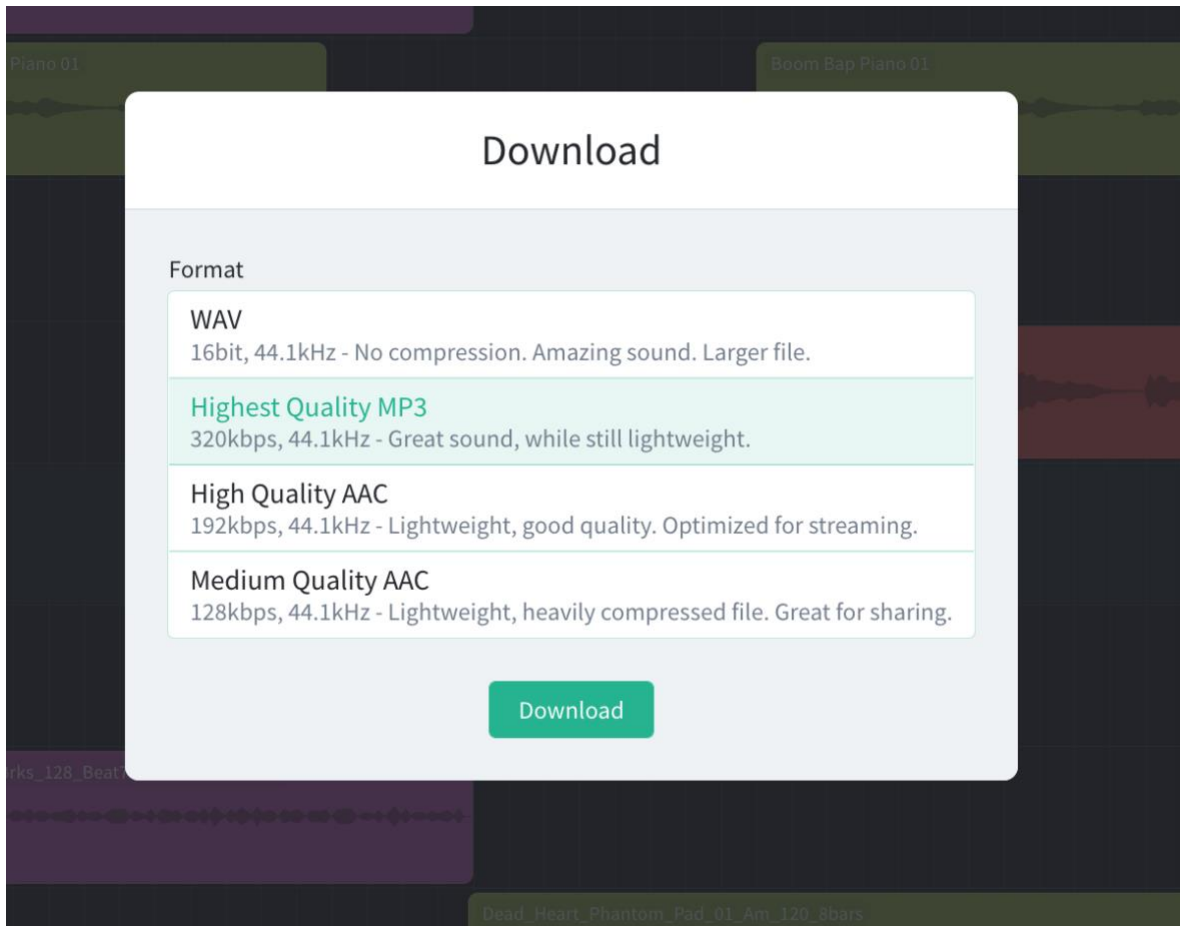 Piano 01
Boom Bap Piano 01
Download
Format
WAV
16bit, 44.1kHz - No compression. Amazing sound. Larger file.
Highest Quality MP3
320kbps, 44.1kHz - Great sound, while still lightweight.
High Quality AAC
192kbps, 44.1kHz - Lightweight, good quality. Optimized for streaming.
Medium Quality AAC
128kbps, 44.1kHz - Lightweight, heavily compressed file. Great for sharing.
Download
Dead_Heart_Phantom_Pad_01_Am_120_8bars